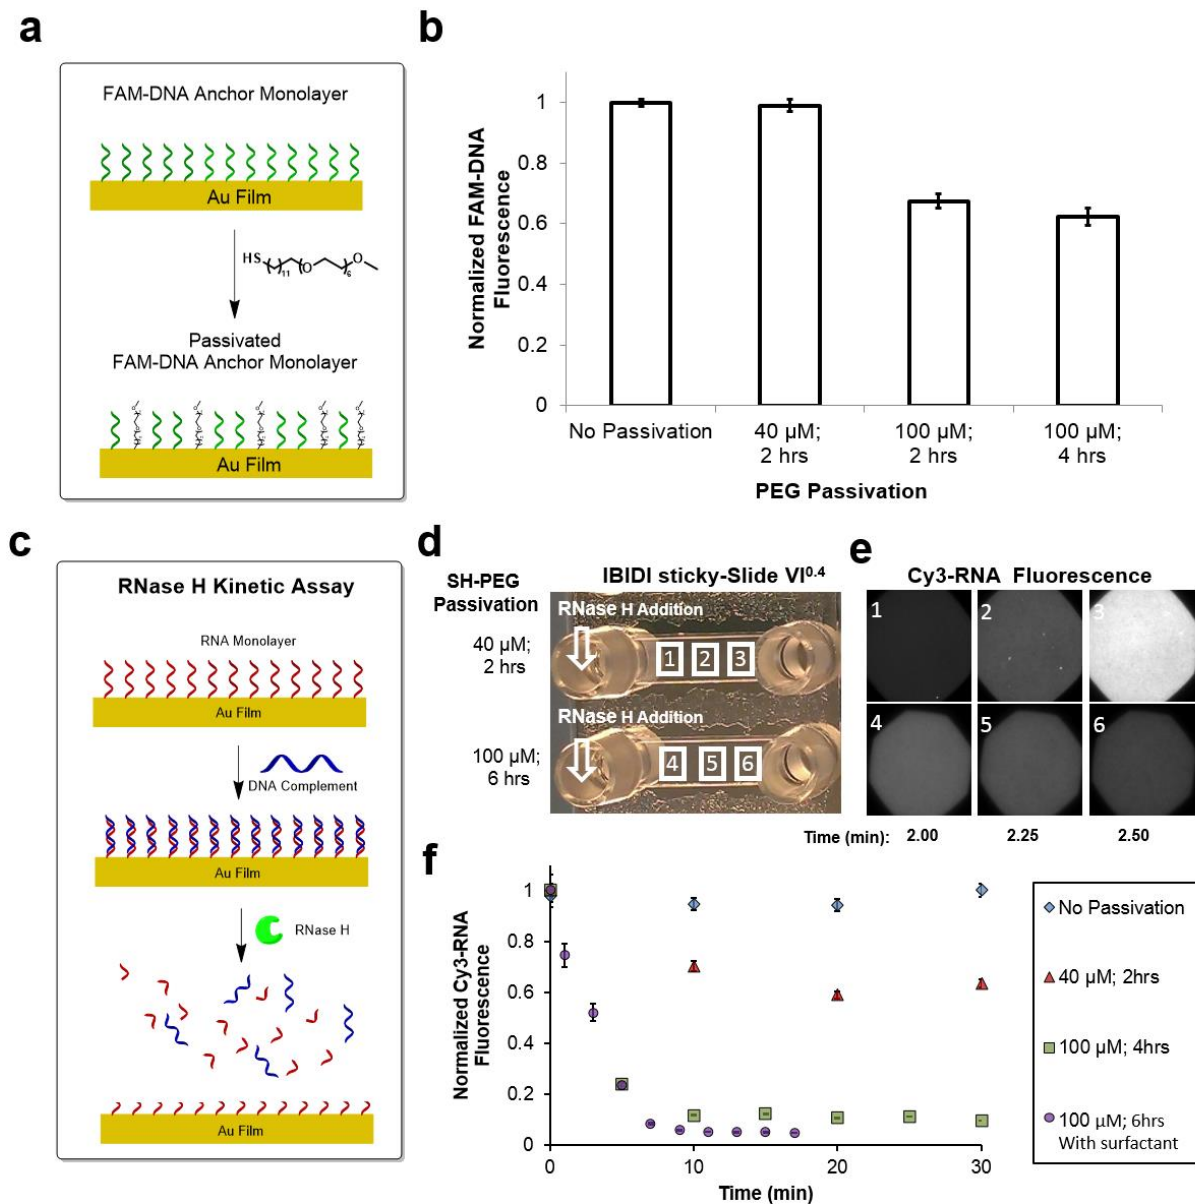 a
FAM-DNA Anchor Monolayer
Au Film
HS
11
O
6
O
Passivated
FAM-DNA Anchor Monolayer
Au Film
b
Normalized FAM-DNA
Fluorescence
1
0.8
0.6
0.4
0.2
0
No Passivation
40 µM;
2 hrs
100 µM;
2 hrs
100 µM;
4 hrs
PEG Passivation
c
RNase H Kinetic Assay
RNA Monolayer
Au Film
DNA Complement
Au Film
RNase H
Au Film
d
SH-PEG
Passivation
IBIDI sticky-Slide VI0.4
40 µM;
2 hrs
RNase H Addition
1 2 3
100 µM;
6 hrs
RNase H Addition
4 5 6
e
Cy3-RNA Fluorescence
1 2 3
4 5 6
Time (min): 2.00 2.25 2.50
f
Normalized Cy3-RNA
Fluorescence
1
0.8
0.6
0.4
0.2
0
0 10 20 30
Time (min)
No Passivation
40 µM; 2hrs
100 µM; 4hrs
100 µM; 6hrs
With surfactant